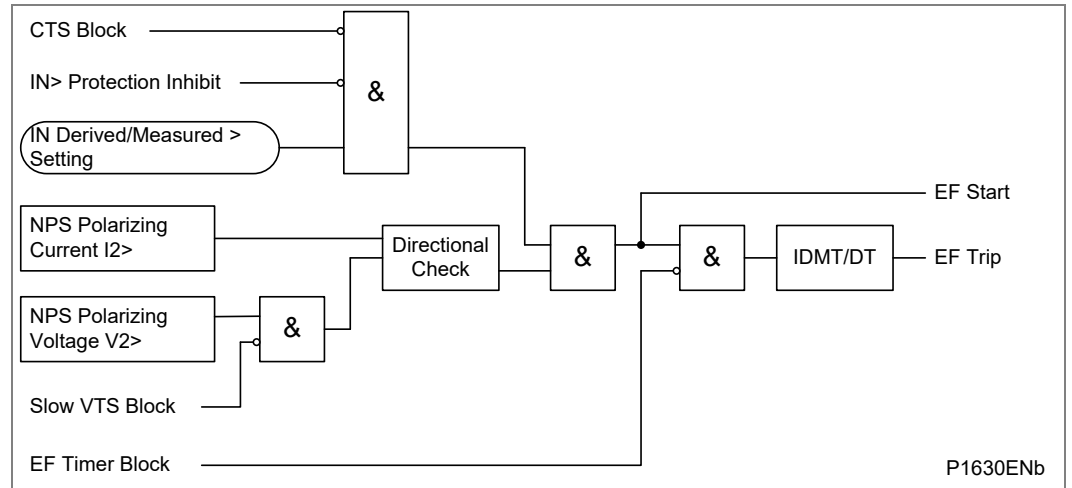 CTS Block
IN> Protection Inhibit
&
IN Derived/Measured >
Setting
EF Start
NPS Polarizing
Current I2>
Directional
Check
&
&
IDMT/DT
EF Trip
NPS Polarizing
Voltage V2>
&
Slow VTS Block
EF Timer Block
P1630ENb